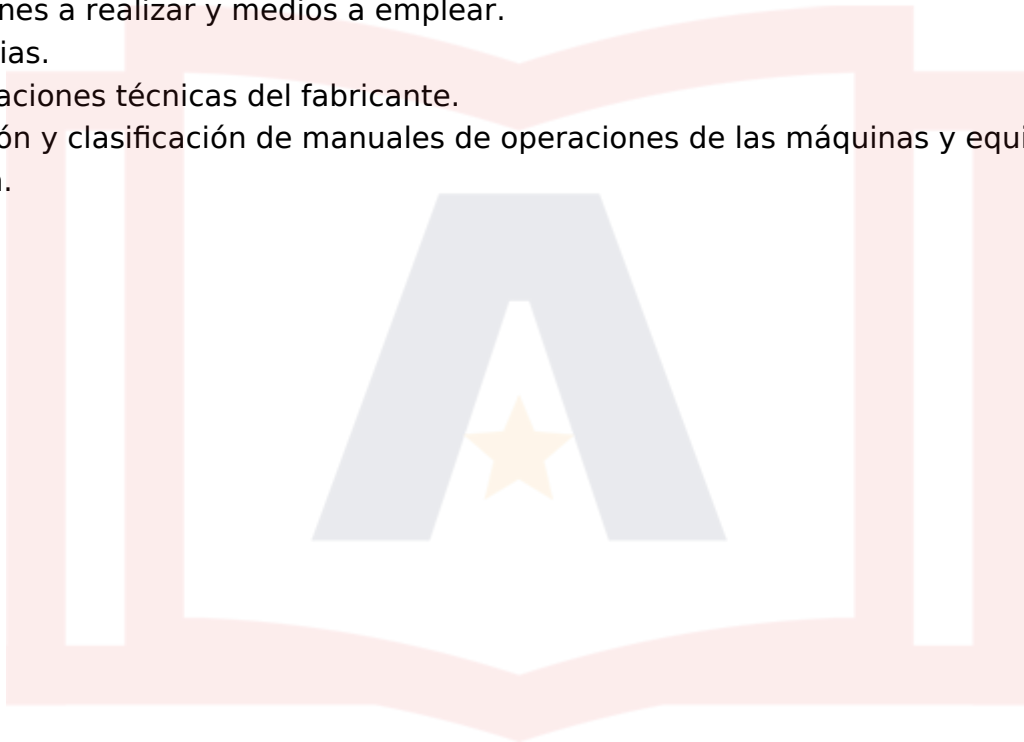 nes a realizar y medios a emplear.
ias.
aciones técnicas del fabricante.
ón y clasificación de manuales de operaciones de las máquinas y equi
.